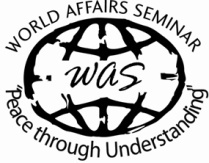 WORLD AFFAIRS SEMINAR
WAS
"Peace through Understanding"